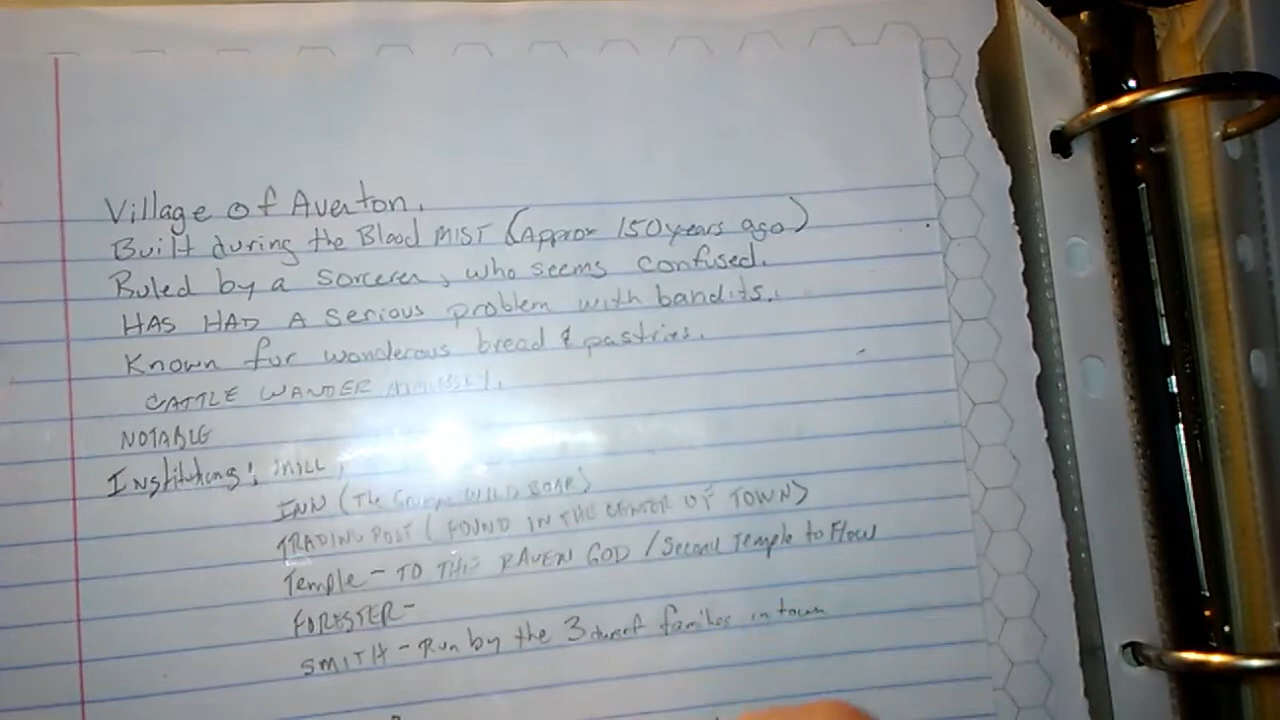 Village of Averton.
Built during the Blood MIST (Approx 150 years ago)
Ruled by a sorcerer, who seems confused.
HAS HAD A serious problem with bandits.
Known for wonderous bread & pastries.
CATTLE WANDER AIMLESSLY.
NOTABLE
Institutions: MILL,
INN (The WILD BOAR)
TRADING POST (FOUND IN THE CENTER OF TOWN)
Temple - TO THE RAVEN GOD / Second Temple to
FORESTER -
SMITH - Run by the 3 dwarf families in town